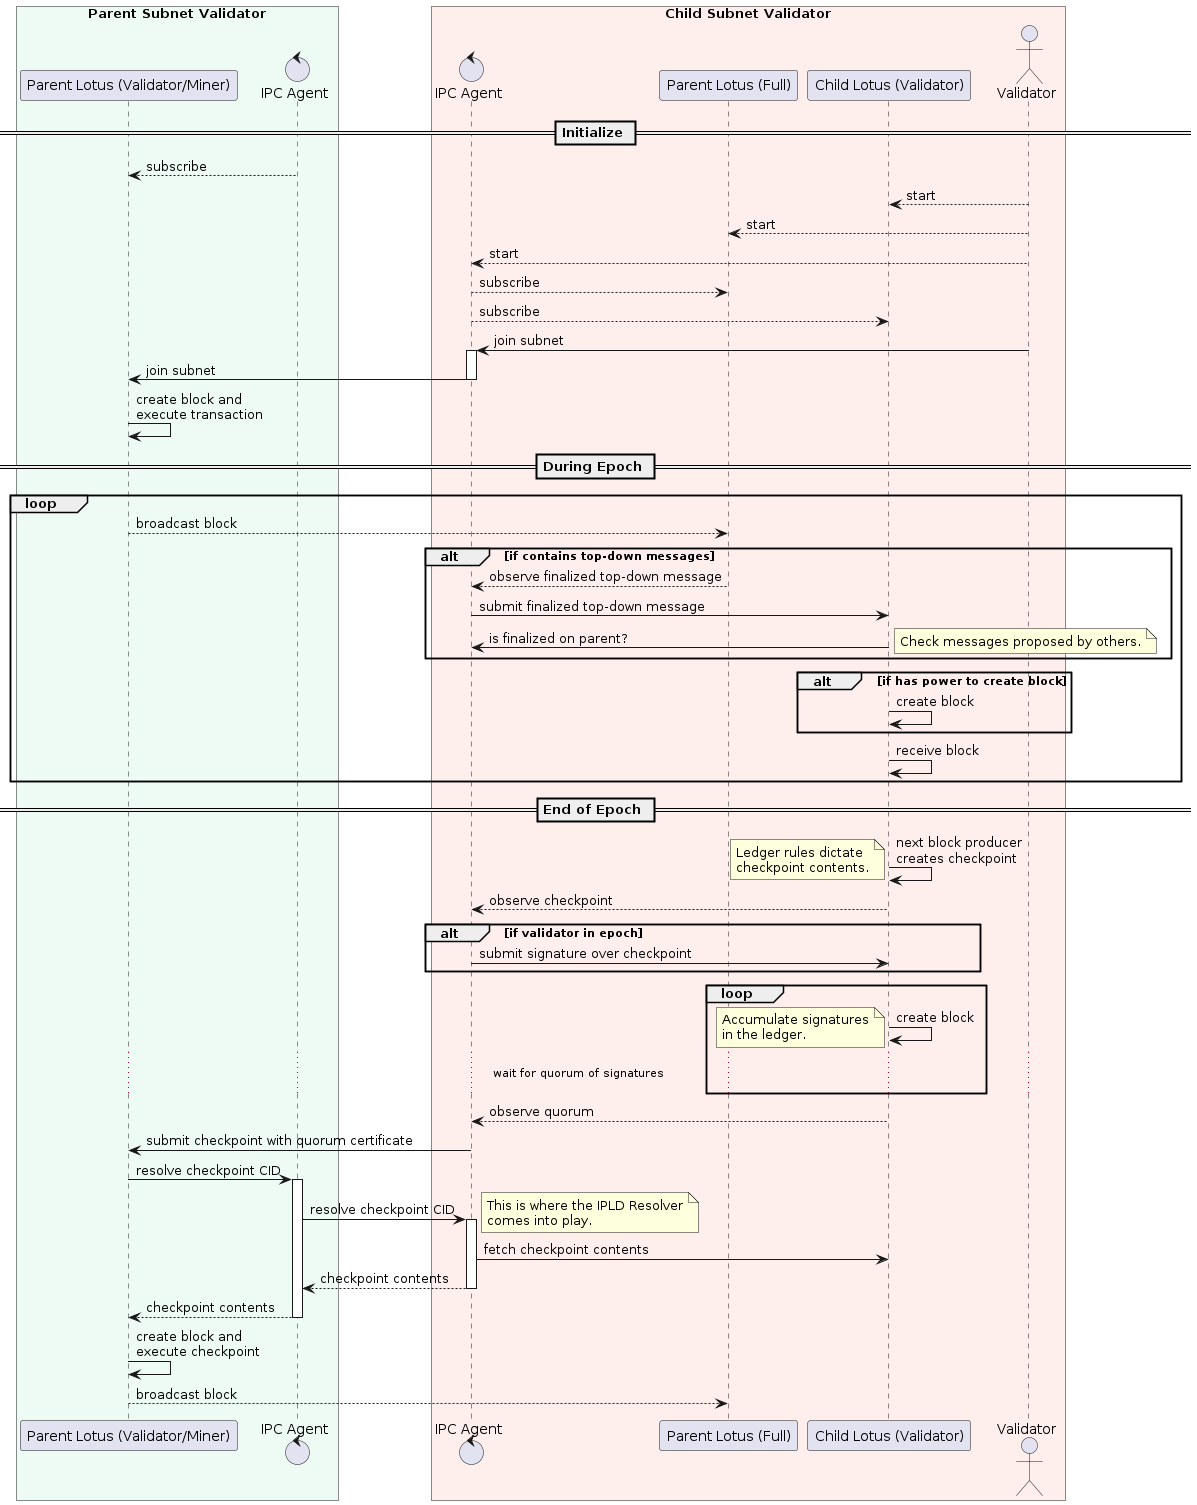 Parent Subnet Validator
Child Subnet Validator
Parent Lotus (Validator/Miner)
IPC Agent
IPC Agent
Parent Lotus (Full)
Child Lotus (Validator)
Validator
Initialize
subscribe
start
start
start
subscribe
subscribe
join subnet
join subnet
create block and
execute transaction
During Epoch
loop
broadcast block
alt
[if contains top-down messages]
observe finalized top-down message
submit finalized top-down message
is finalized on parent?
Check messages proposed by others.
alt
[if has power to create block]
create block
receive block
End of Epoch
Ledger rules dictate
checkpoint contents.
next block producer
creates checkpoint
observe checkpoint
alt
[if validator in epoch]
submit signature over checkpoint
loop
Accumulate signatures
in the ledger.
create block
wait for quorum of signatures
observe quorum
submit checkpoint with quorum certificate
resolve checkpoint CID
resolve checkpoint CID
This is where the IPLD Resolver
comes into play.
fetch checkpoint contents
checkpoint contents
checkpoint contents
create block and
execute checkpoint
broadcast block
Parent Lotus (Validator/Miner)
IPC Agent
IPC Agent
Parent Lotus (Full)
Child Lotus (Validator)
Validator